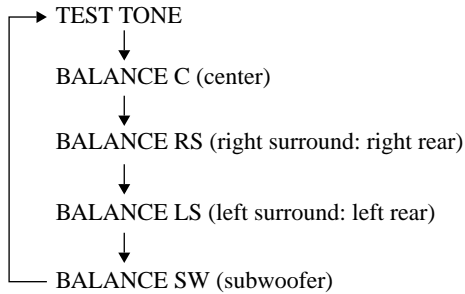 TEST TONE
BALANCE C (center)
BALANCE RS (right surround: right rear)
BALANCE LS (left surround: left rear)
BALANCE SW (subwoofer)